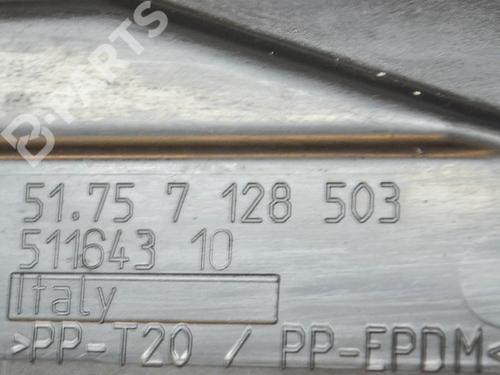 B-PARTS
51.75 7 128 503
511643 10
Italy
>PP-T20 / PP-EPDM<